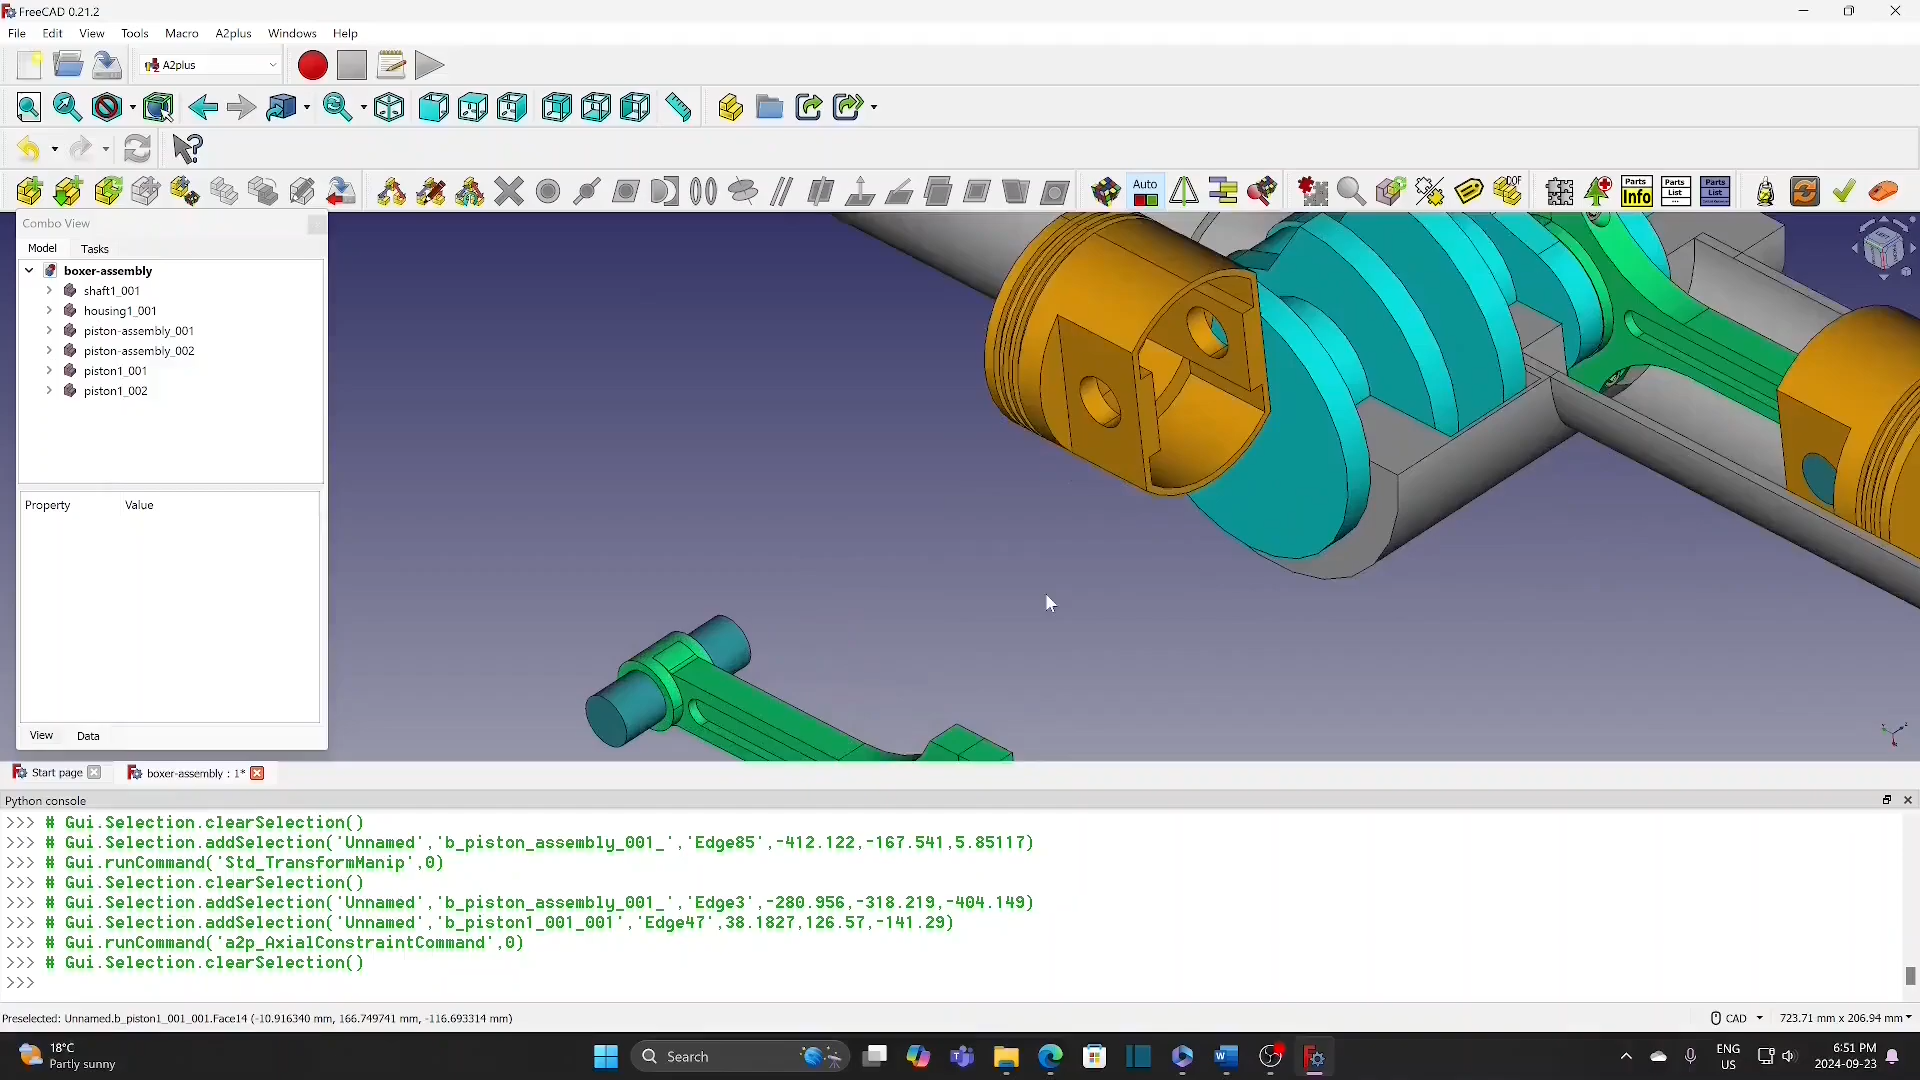 FreeCAD 0.21.2
File Edit View Tools Macro A2plus Windows Help
A2plus
Auto
DOF
Parts Info
Parts List
Parts List
Combo View
Model Tasks
boxer-assembly
shaft1_001
housing1_001
piston-assembly_001
piston-assembly_002
piston1_001
piston1_002
Property Value
View Data
Start page
boxer-assembly : 1*
Python console
>>> # Gui.Selection.clearSelection()
>>> # Gui.Selection.addSelection('Unnamed','b_piston_assembly_001_','Edge85',-412.122,-167.541,5.85117)
>>> # Gui.runCommand('Std_TransformManip',0)
>>> # Gui.Selection.clearSelection()
>>> # Gui.Selection.addSelection('Unnamed','b_piston_assembly_001_','Edge3',-280.956,-318.219,-404.149)
>>> # Gui.Selection.addSelection('Unnamed','b_piston1_001_001','Edge47',38.1827,126.57,-141.29)
>>> # Gui.runCommand('a2p_AxialConstraintCommand',0)
>>> # Gui.Selection.clearSelection()
>>>
Preselected: Unnamed.b_piston1_001_001.Face14 (-10.916340 mm, 166.749741 mm, -116.693314 mm)
CAD
723.71 mm x 206.94 mm
18°C
Partly sunny
Search
ENG
US
6:51 PM
2024-09-23